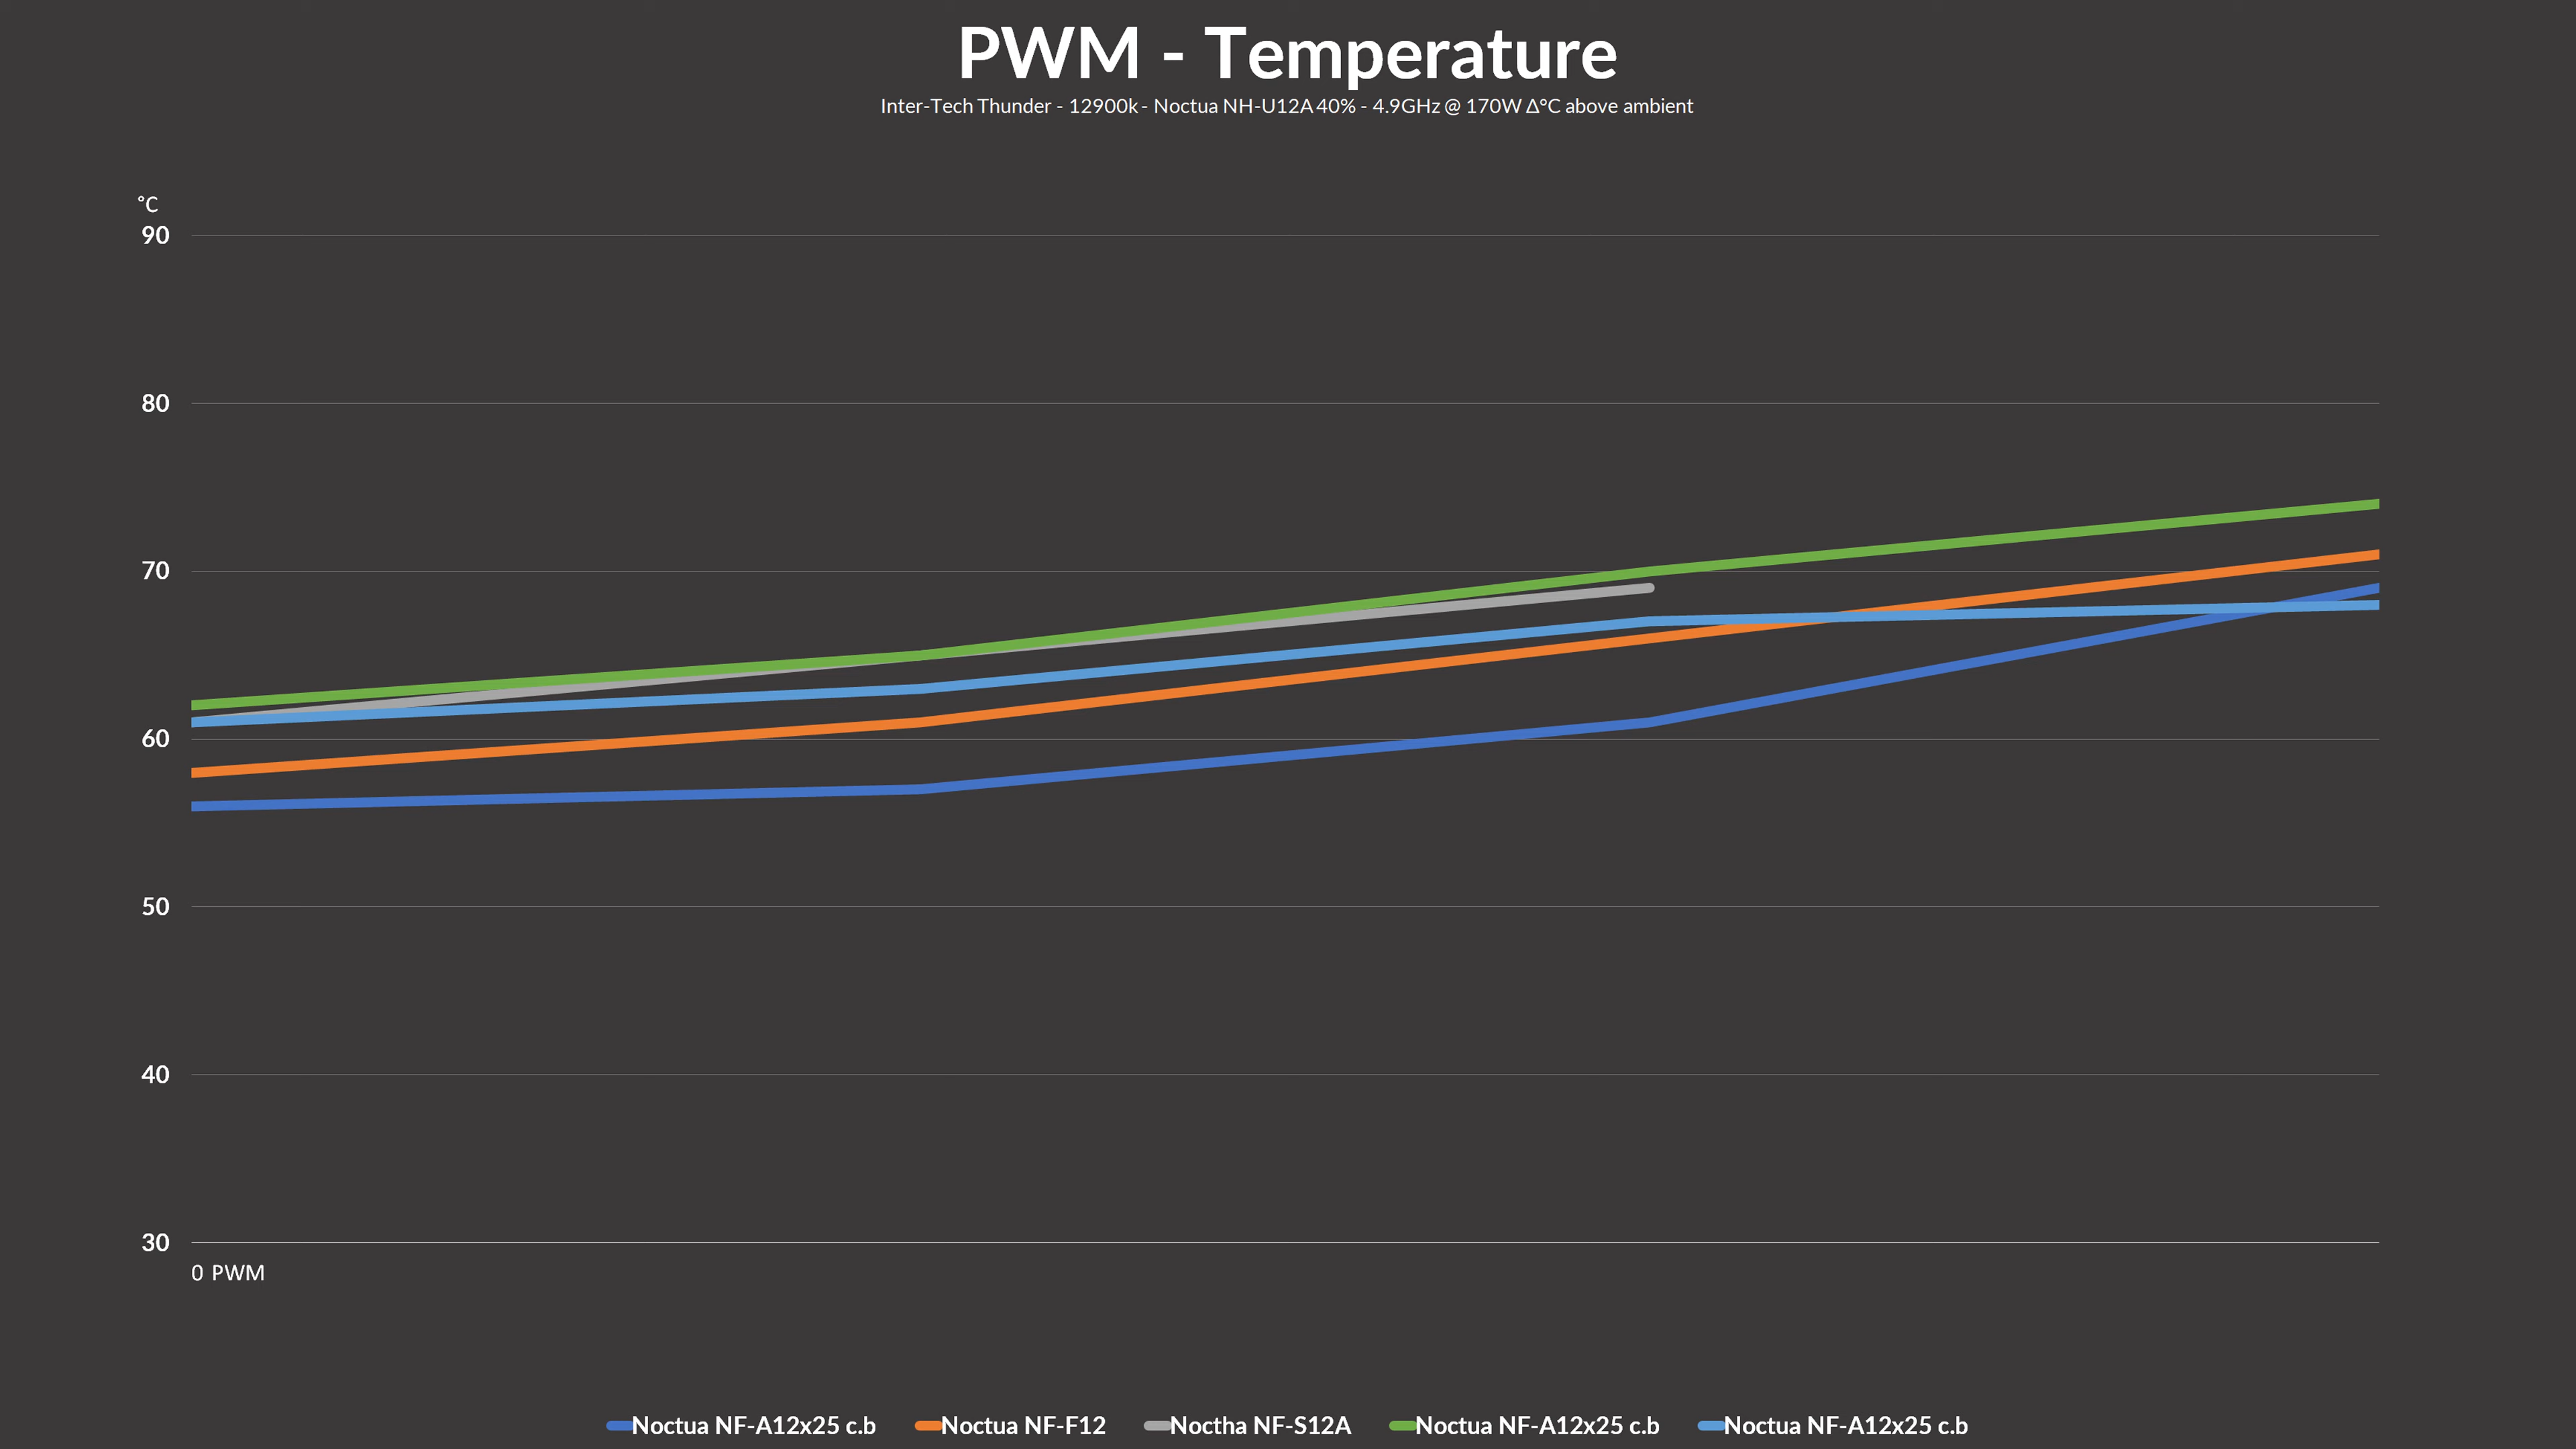 PWM - Temperature
Inter-Tech Thunder - 12900k - Noctua NH-U12A 40% - 4.9GHz @ 170W Δ°C above ambient
°C
90
80
70
60
50
40
30
0 PWM
Noctua NF-A12x25 c.b Noctua NF-F12 Noctha NF-S12A Noctua NF-A12x25 c.b Noctua NF-A12x25 c.b